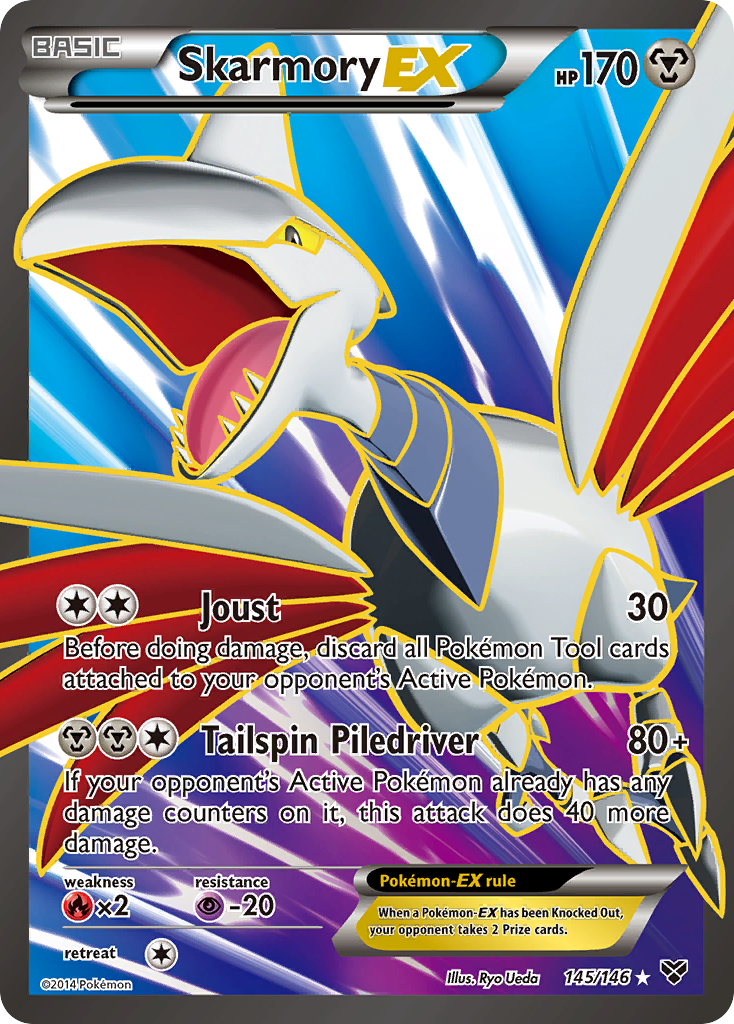 BASIC
Skarmory EX
HP 170
Joust 30
Before doing damage, discard all Pokémon Tool cards
attached to your opponent's Active Pokémon.
Tailspin Piledriver 80+
If your opponent's Active Pokémon already has any
damage counters on it, this attack does 40 more
damage.
weakness resistance
×2 -20
retreat
Pokémon-EX rule
When a Pokémon-EX has been Knocked Out,
your opponent takes 2 Prize cards.
©2014 Pokémon
Illus. Ryo Ueda 145/146